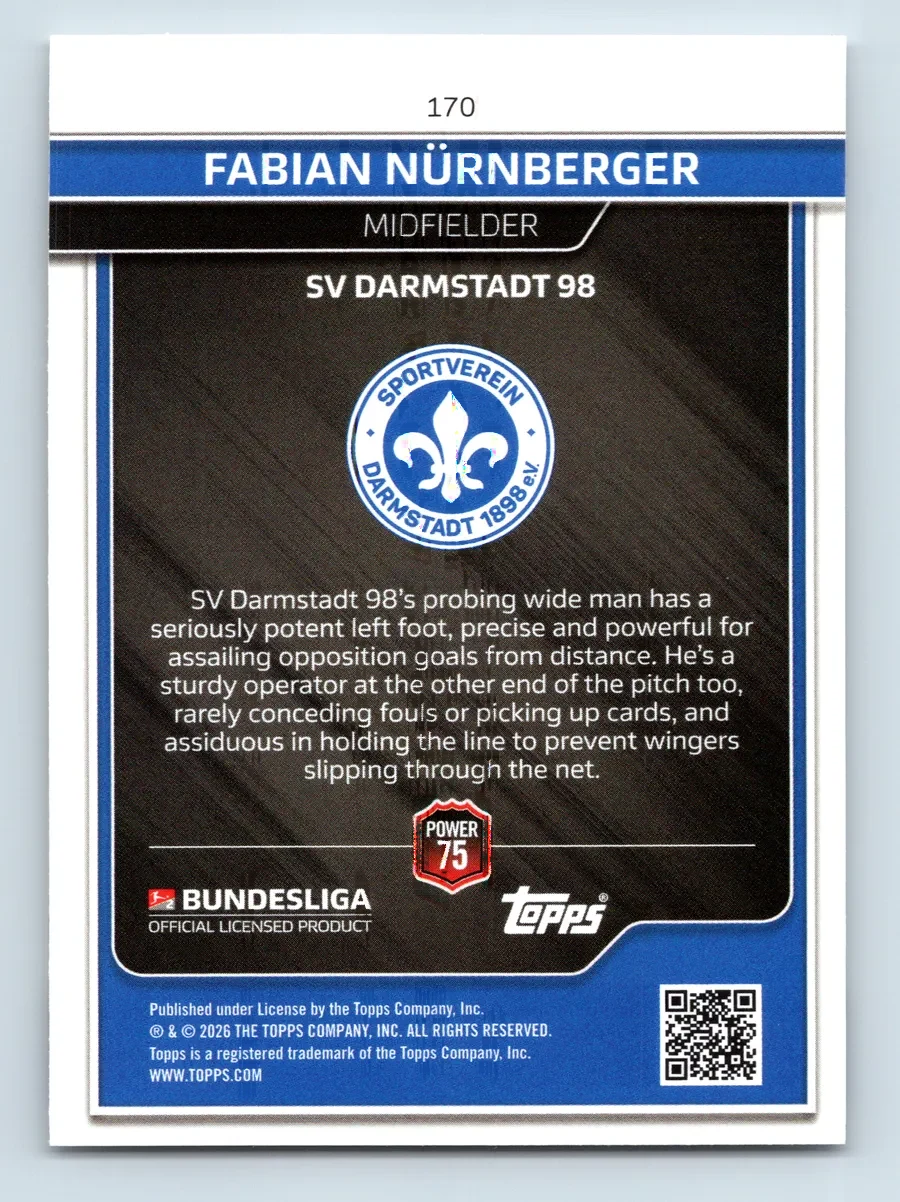 170
FABIAN NÜRNBERGER
MIDFIELDER
SV DARMSTADT 98
SPORTVEREIN
DARMSTADT 1898 e.V.
SV Darmstadt 98's probing wide man has a
seriously potent left foot, precise and powerful for
assailing opposition goals from distance. He's a
sturdy operator at the other end of the pitch too,
rarely conceding fouls or picking up cards, and
assiduous in holding the line to prevent wingers
slipping through the net.
POWER
75
2 BUNDESLIGA
OFFICIAL LICENSED PRODUCT
topps®
Published under License by the Topps Company, Inc.
® & © 2026 THE TOPPS COMPANY, INC. ALL RIGHTS RESERVED.
Topps is a registered trademark of the Topps Company, Inc.
WWW.TOPPS.COM